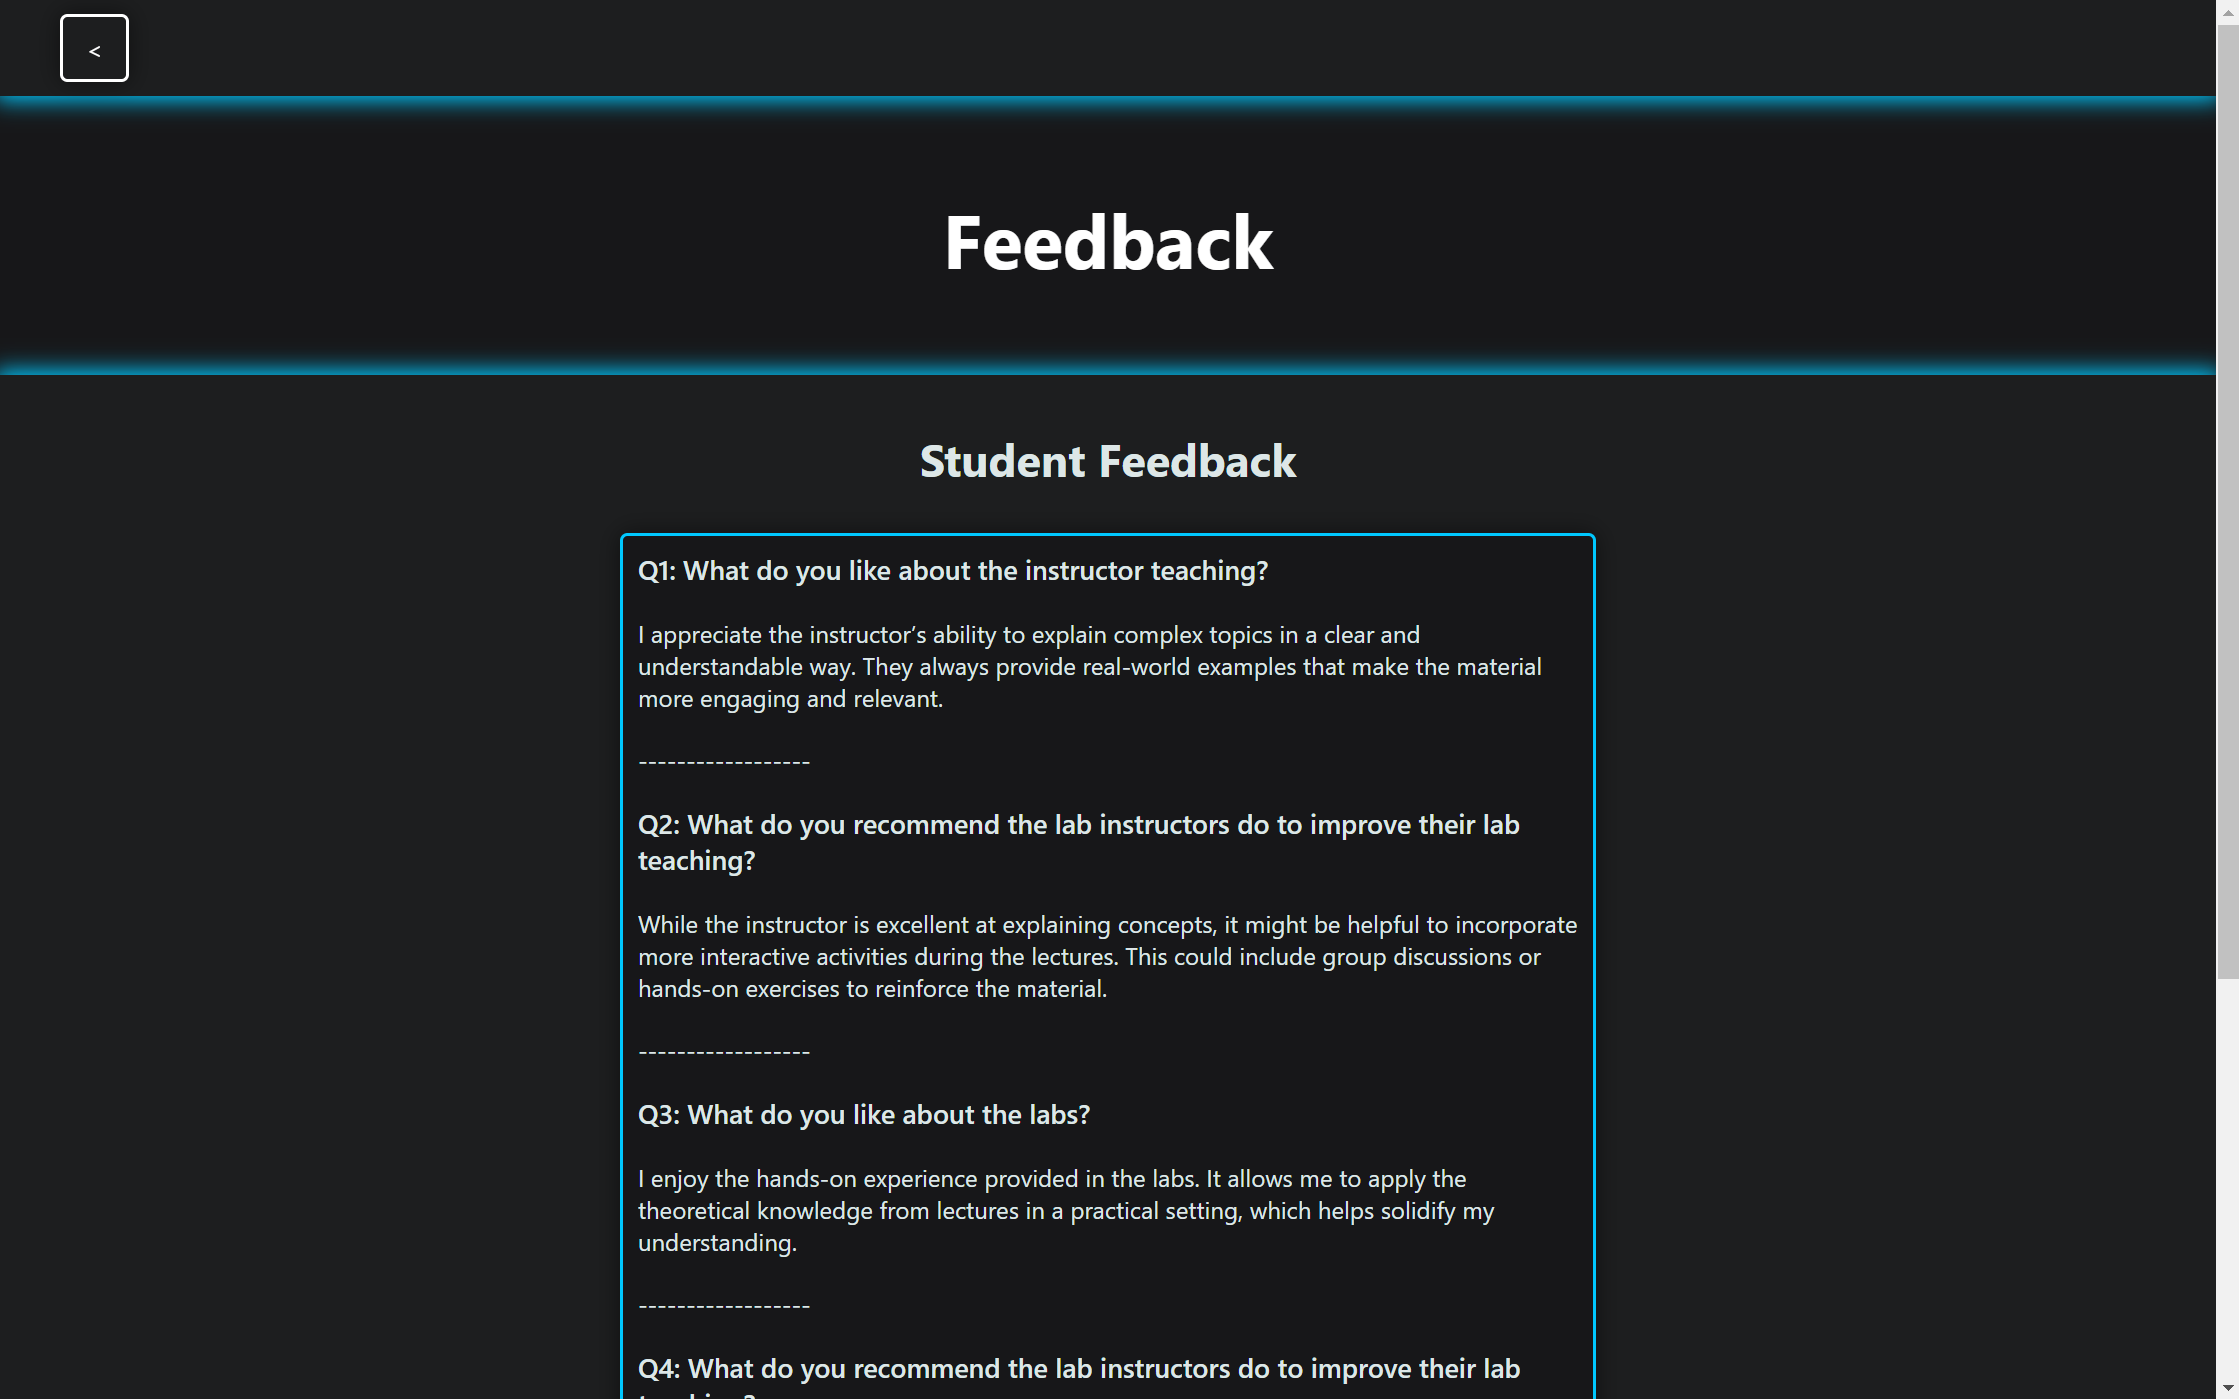 <
Feedback
Student Feedback
Q1: What do you like about the instructor teaching?
I appreciate the instructor’s ability to explain complex topics in a clear and
understandable way. They always provide real-world examples that make the material
more engaging and relevant.
------------------
Q2: What do you recommend the lab instructors do to improve their lab
teaching?
While the instructor is excellent at explaining concepts, it might be helpful to incorporate
more interactive activities during the lectures. This could include group discussions or
hands-on exercises to reinforce the material.
------------------
Q3: What do you like about the labs?
I enjoy the hands-on experience provided in the labs. It allows me to apply the
theoretical knowledge from lectures in a practical setting, which helps solidify my
understanding.
------------------
Q4: What do you recommend the lab instructors do to improve their lab